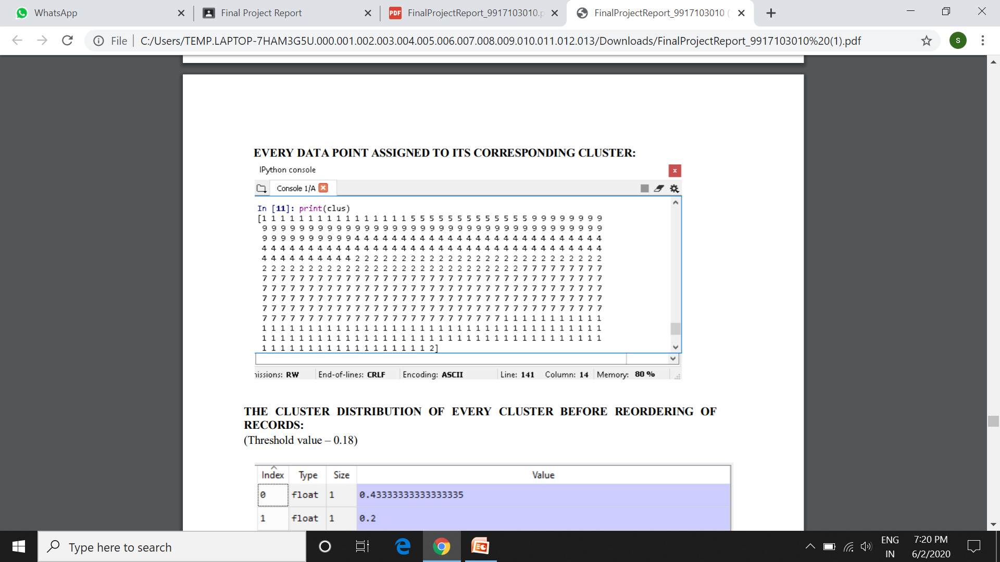 WhatsApp
Final Project Report
PDF FinalProjectReport_9917103010.p
FinalProjectReport_9917103010 (
File C:/Users/TEMP.LAPTOP-7HAM3G5U.000.001.002.003.004.005.006.007.008.009.010.011.012.013/Downloads/FinalProjectReport_9917103010%20(1).pdf S
EVERY DATA POINT ASSIGNED TO ITS CORRESPONDING CLUSTER:
IPython console
Console 1/A
In [11]: print(clus)
[1 1 1 1 1 1 1 1 1 1 1 1 1 1 1 1 5 5 5 5 5 5 5 5 5 5 5 5 5 9 9 9 9 9 9 9 9
9 9 9 9 9 9 9 9 9 9 9 9 9 9 9 9 9 9 9 9 9 9 9 9 9 9 9 9 9 9 9 9 9 9 9 9 9
9 9 9 9 9 9 9 9 9 9 4 4 4 4 4 4 4 4 4 4 4 4 4 4 4 4 4 4 4 4 4 4 4 4 4 4 4
4 4 4 4 4 4 4 4 4 4 4 4 4 4 4 4 4 4 4 4 4 4 4 4 4 4 4 4 4 4 4 4 4 4 4 4 4
4 4 4 4 4 4 4 4 4 4 2 2 2 2 2 2 2 2 2 2 2 2 2 2 2 2 2 2 2 2 2 2 2 2 2 2 2
2 2 2 2 2 2 2 2 2 2 2 2 2 2 2 2 2 2 2 2 2 2 2 2 2 2 2 2 7 7 7 7 7 7 7 7 7
7 7 7 7 7 7 7 7 7 7 7 7 7 7 7 7 7 7 7 7 7 7 7 7 7 7 7 7 7 7 7 7 7 7 7 7 7
7 7 7 7 7 7 7 7 7 7 7 7 7 7 7 7 7 7 7 7 7 7 7 7 7 7 7 7 7 7 7 7 7 7 7 7 7
7 7 7 7 7 7 7 7 7 7 7 7 7 7 7 7 7 7 7 7 7 7 7 7 7 7 7 7 7 7 7 7 7 7 7 7 7
7 7 7 7 7 7 7 7 7 7 7 7 7 7 7 7 7 7 7 7 7 7 7 7 7 7 7 7 7 7 7 7 7 7 7 7 7
7 7 7 7 7 7 7 7 7 7 7 7 7 7 7 7 7 7 7 7 7 7 7 7 7 7 1 1 1 1 1 1 1 1 1 1 1
1 1 1 1 1 1 1 1 1 1 1 1 1 1 1 1 1 1 1 1 1 1 1 1 1 1 1 1 1 1 1 1 1 1 1 1 1
1 1 1 1 1 1 1 1 1 1 1 1 1 1 1 1 1 1 1 1 1 1 1 1 1 1 1 1 1 1 1 1 1 1 1 1 1
1 1 1 1 1 1 1 1 1 1 1 1 1 1 1 1 1 1 2]
nissions: RW End-of-lines: CRLF Encoding: ASCII Line: 141 Column: 14 Memory: 80 %
THE CLUSTER DISTRIBUTION OF EVERY CLUSTER BEFORE REORDERING OF
RECORDS:
(Threshold value – 0.18)
Index Type Size Value
0 float 1 0.43333333333333335
1 float 1 0.2
Type here to search
ENG 7:20 PM
IN 6/2/2020